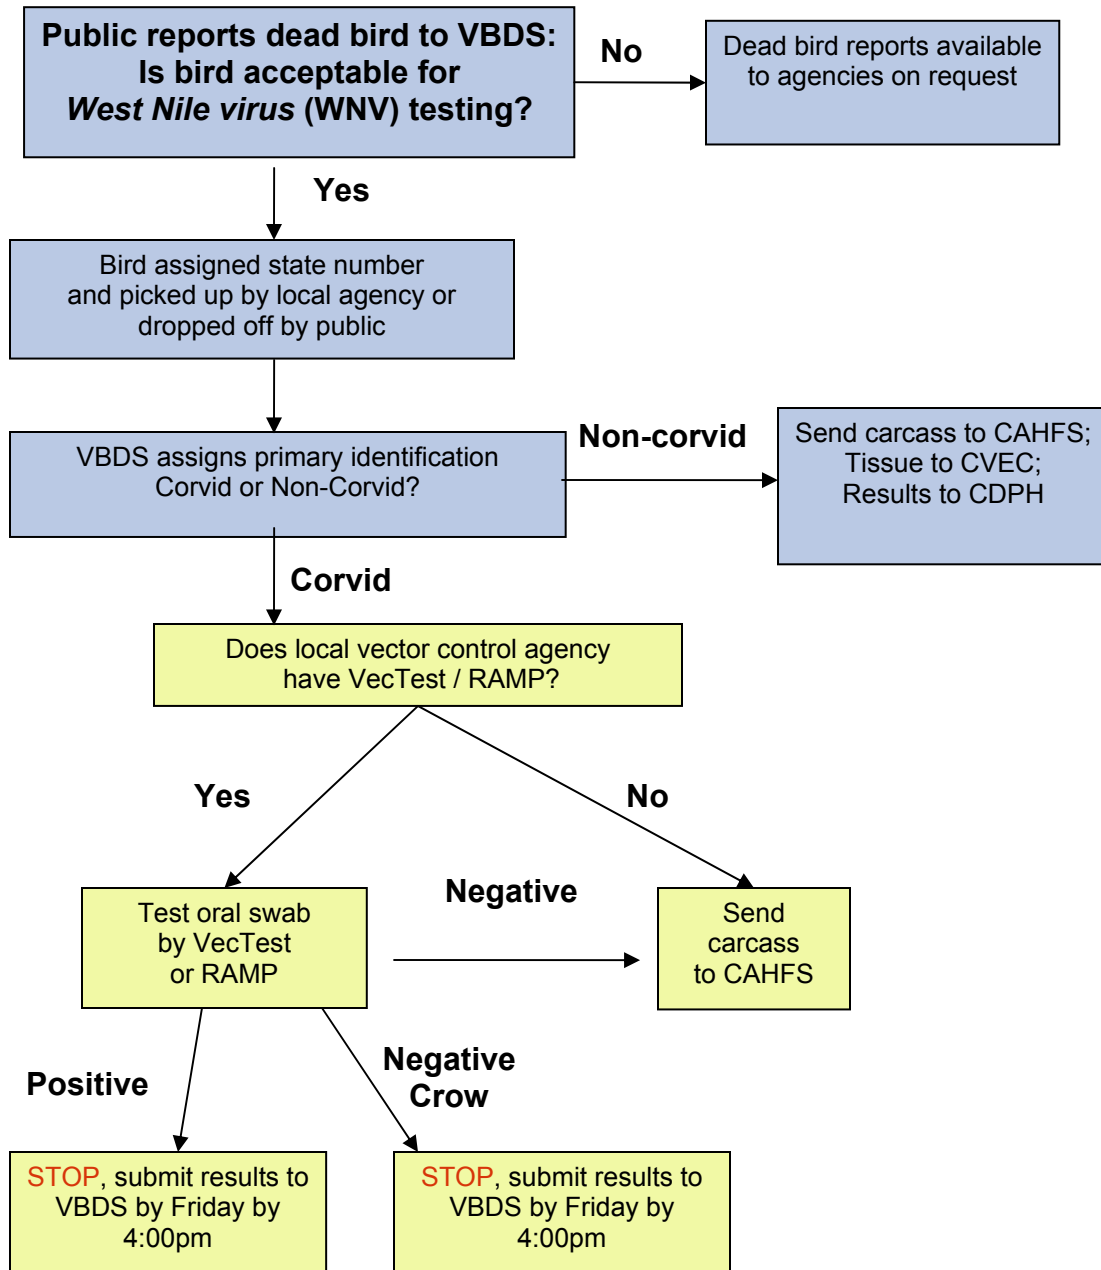 Public reports dead bird to VBDS:
Is bird acceptable for
West Nile virus (WNV) testing?
No
Dead bird reports available
to agencies on request
Yes
Bird assigned state number
and picked up by local agency or
dropped off by public
VBDS assigns primary identification
Corvid or Non-Corvid?
Non-corvid
Send carcass to CAHFS;
Tissue to CVEC;
Results to CDPH
Corvid
Does local vector control agency
have VecTest / RAMP?
Yes
No
Test oral swab
by VecTest
or RAMP
Negative
Send
carcass
to CAHFS
Positive
Negative
Crow
STOP, submit results to
VBDS by Friday by
4:00pm
STOP, submit results to
VBDS by Friday by
4:00pm